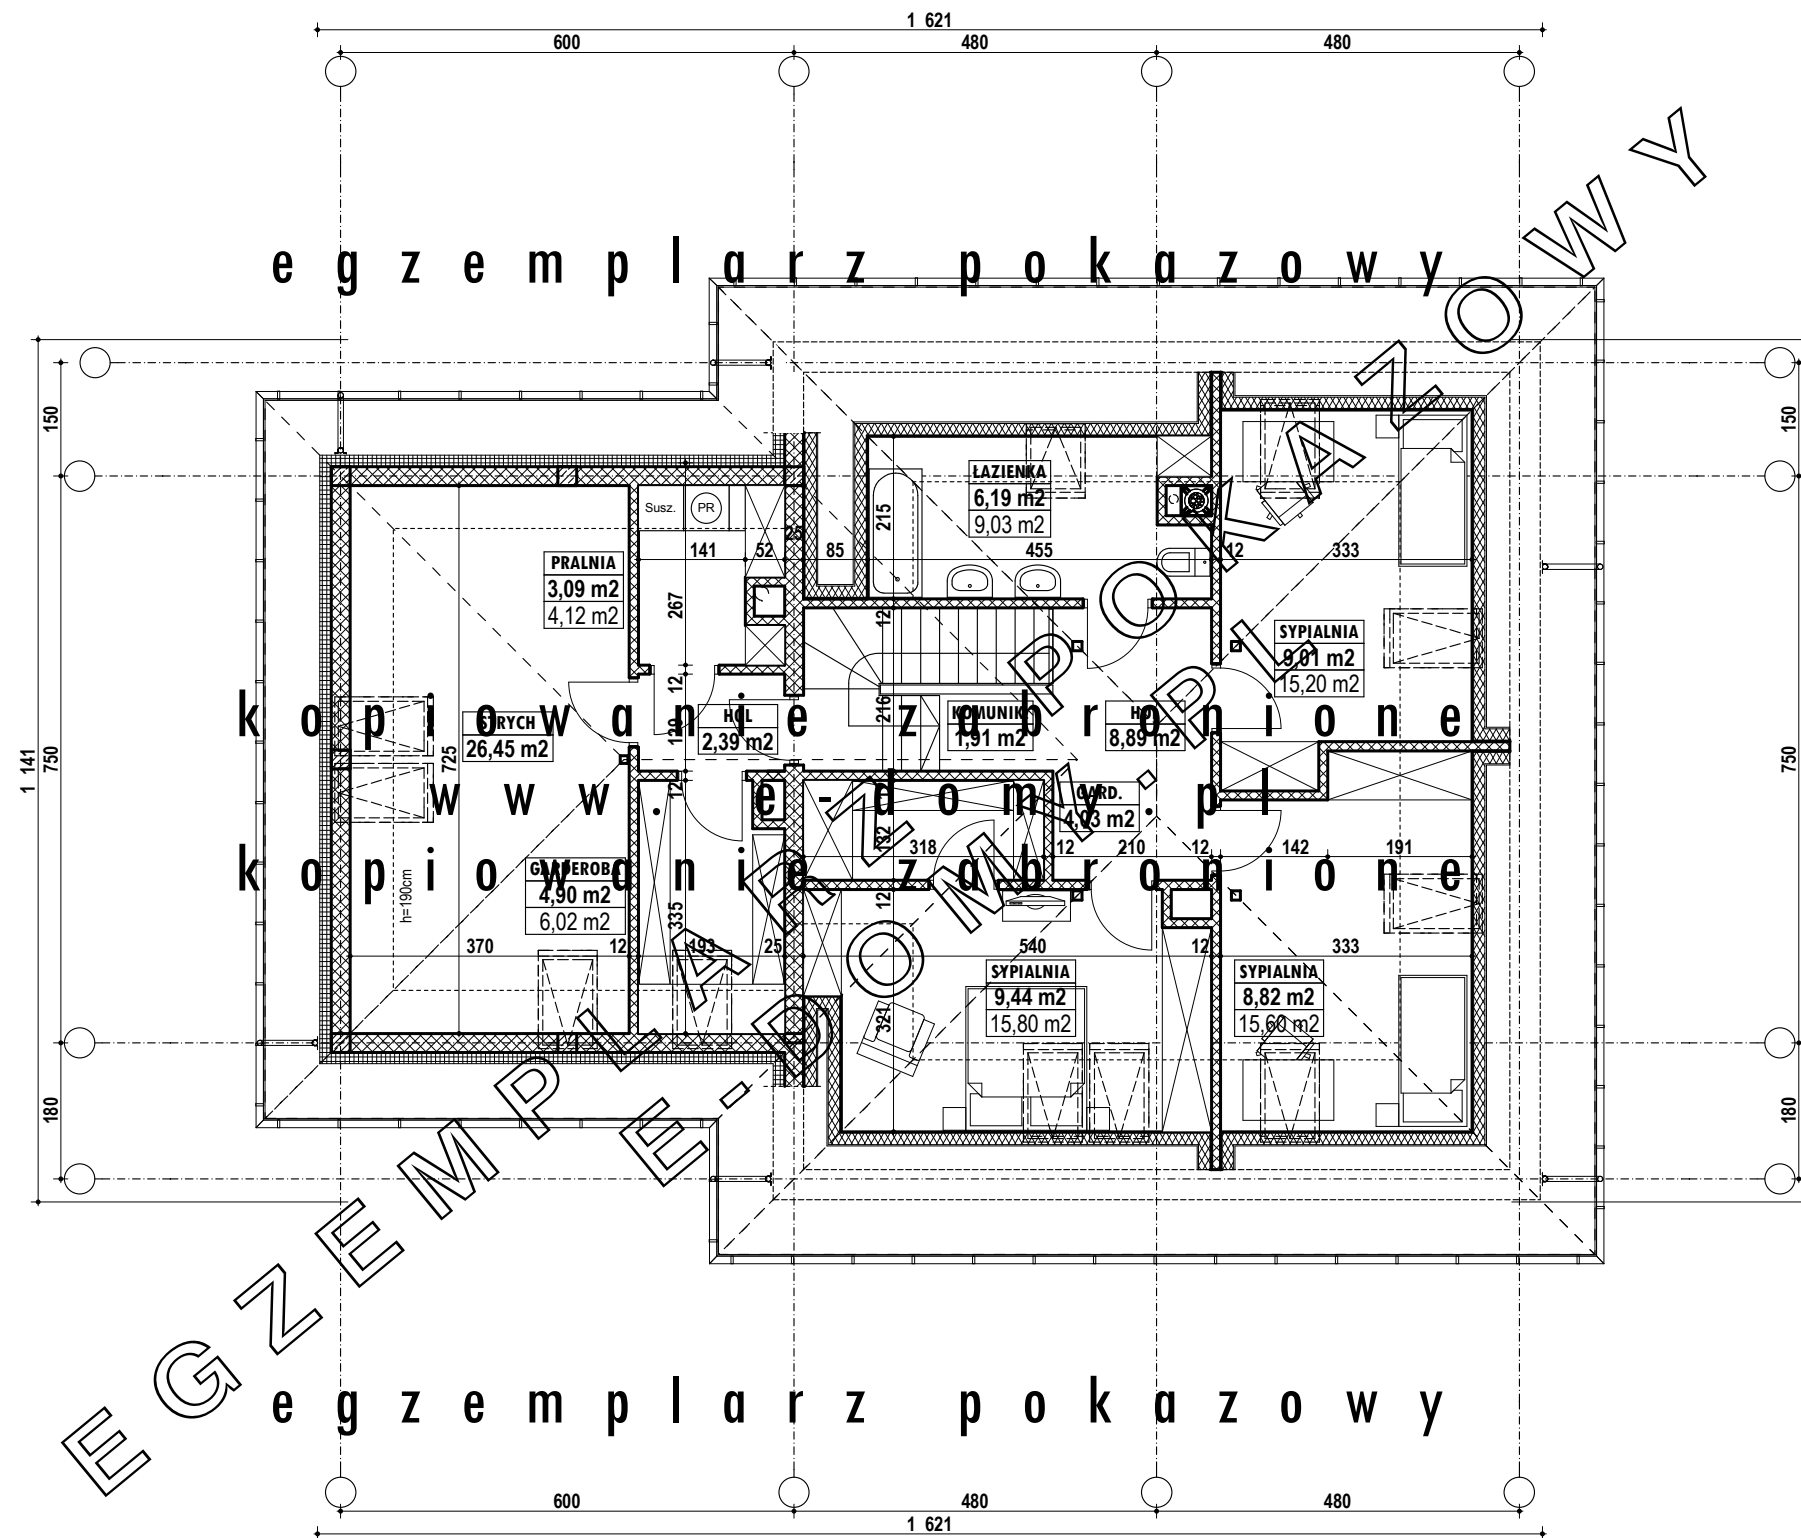 1 621
600 480 480
EGZEMPLARZ POKAZOWY
E-DOMY.PL
egzemplarz pokazowy
150
150
ŁAZIENKA
6,19 m2
9,03 m2
215
Susz. PR
25
141 52 85 455 12 333
PRALNIA
3,09 m2
4,12 m2
267
12
SYPIALNIA
9,01 m2
15,20 m2
12
kopiowanie zabronione
STRYCH
26,45 m2
HOL
2,39 m2
216
1,91 m2
8,89 m2
1 141
750
725
750
www.e-domy.pl
12
GARD.
4,03 m2
132
318 12 210 12 142 191
kopiowanie zabronione
GARDEROBA
4,90 m2
6,02 m2
h=190cm
335
12
370 12 193 25 540 12 333
SYPIALNIA
9,44 m2
15,80 m2
SYPIALNIA
8,82 m2
15,60 m2
321
180
180
egzemplarz pokazowy
600 480 480
1 621